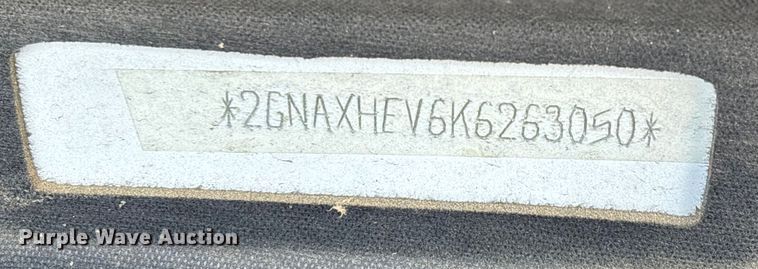 *2GNAXHEV6K6263050*
Purple Wave Auction